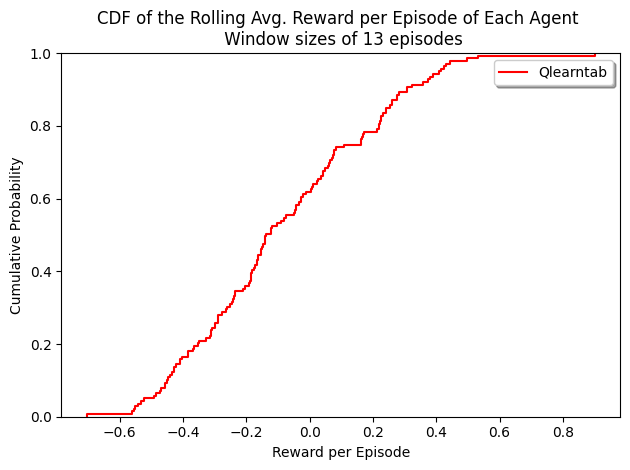 CDF of the Rolling Avg. Reward per Episode of Each Agent
Window sizes of 13 episodes
Qlearntab
Cumulative Probability
1.0
0.8
0.6
0.4
0.2
0.0
−0.6 −0.4 −0.2 0.0 0.2 0.4 0.6 0.8
Reward per Episode